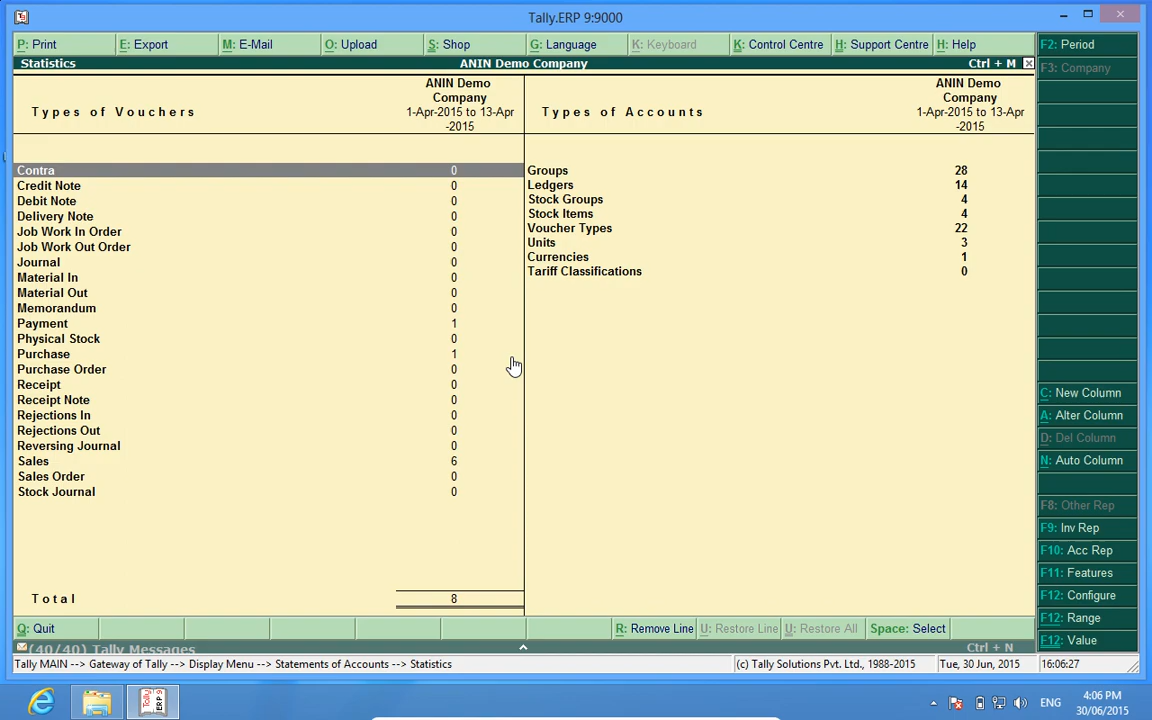 Tally.ERP 9:9000
P: Print
E: Export
M: E-Mail
O: Upload
S: Shop
G: Language
K: Keyboard
K: Control Centre
H: Support Centre
H: Help
F2: Period
F3: Company
Statistics
ANIN Demo Company
Ctrl + M
Types of Vouchers
ANIN Demo
Company
1-Apr-2015 to 13-Apr
-2015
Types of Accounts
ANIN Demo
Company
1-Apr-2015 to 13-Apr
-2015
Contra 0
Credit Note 0
Debit Note 0
Delivery Note 0
Job Work In Order 0
Job Work Out Order 0
Journal 0
Material In 0
Material Out 0
Memorandum 0
Payment 1
Physical Stock 0
Purchase 1
Purchase Order 0
Receipt 0
Receipt Note 0
Rejections In 0
Rejections Out 0
Reversing Journal 0
Sales 6
Sales Order 0
Stock Journal 0
Total 8
Groups 28
Ledgers 14
Stock Groups 4
Stock Items 4
Voucher Types 22
Units 3
Currencies 1
Tariff Classifications 0
C: New Column
A: Alter Column
D: Del Column
N: Auto Column
F8: Other Rep
F9: Inv Rep
F10: Acc Rep
F11: Features
F12: Configure
F12: Range
F12: Value
Q: Quit
R: Remove Line
U: Restore Line
U: Restore All
Space: Select
(40/40) Tally Messages
Ctrl + N
Tally MAIN --> Gateway of Tally --> Display Menu --> Statements of Accounts --> Statistics
(c) Tally Solutions Pvt. Ltd., 1988-2015
Tue, 30 Jun, 2015
16:06:27
ENG
4:06 PM
30/06/2015